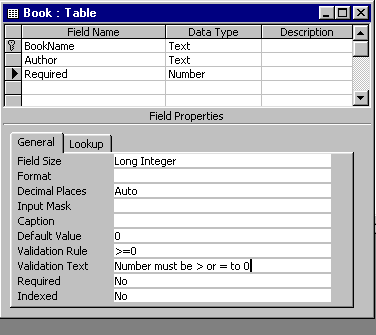 Book : Table
Field Name Data Type Description
BookName Text
Author Text
Required Number
Field Properties
General Lookup
Field Size Long Integer
Format
Decimal Places Auto
Input Mask
Caption
Default Value 0
Validation Rule >=0
Validation Text Number must be > or = to 0
Required No
Indexed No